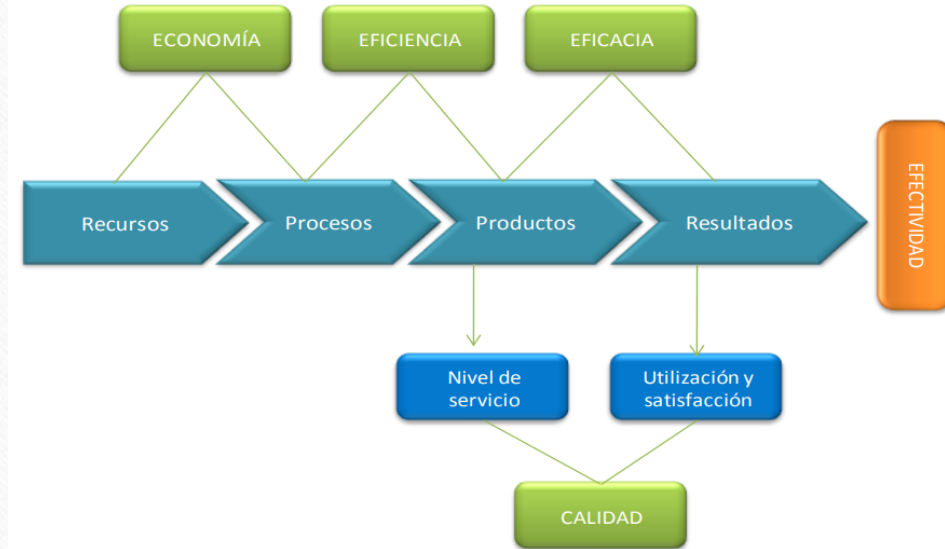 ECONOMÍA
EFICIENCIA
EFICACIA
Recursos
Procesos
Productos
Resultados
EFECTIVIDAD
Nivel de
servicio
Utilización y
satisfacción
CALIDAD